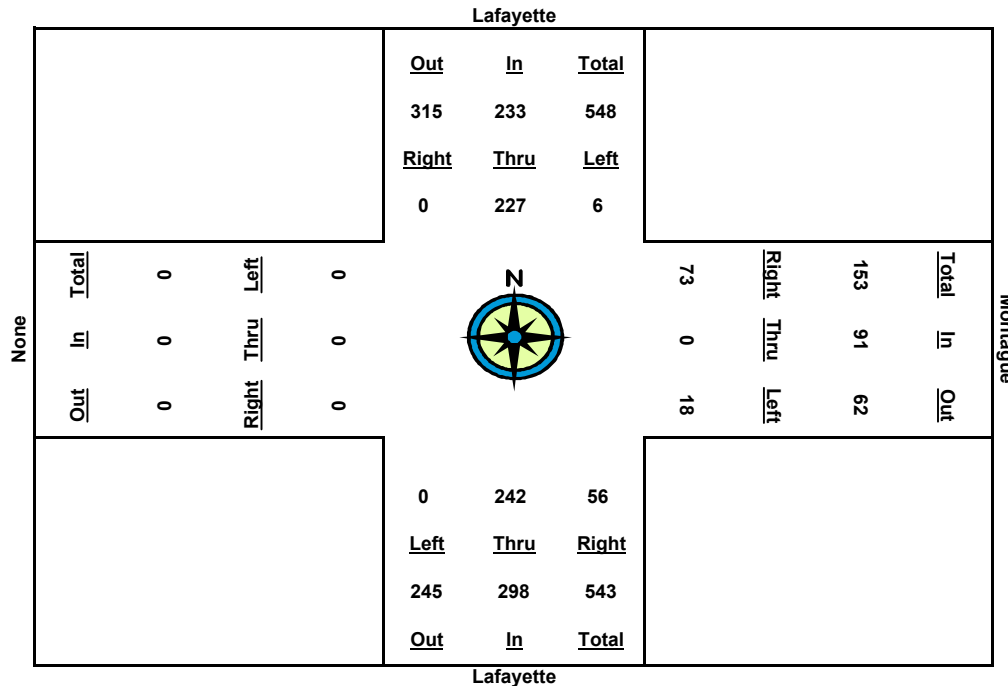 Lafayette
Out In Total
315 233 548
Right Thru Left
0 227 6
None
Total 0 Left 0
In 0 Thru 0
Out 0 Right 0
N
73 Right 153 Total
0 Thru 91 In
18 Left 62 Out
Montague
0 242 56
Left Thru Right
245 298 543
Out In Total
Lafayette